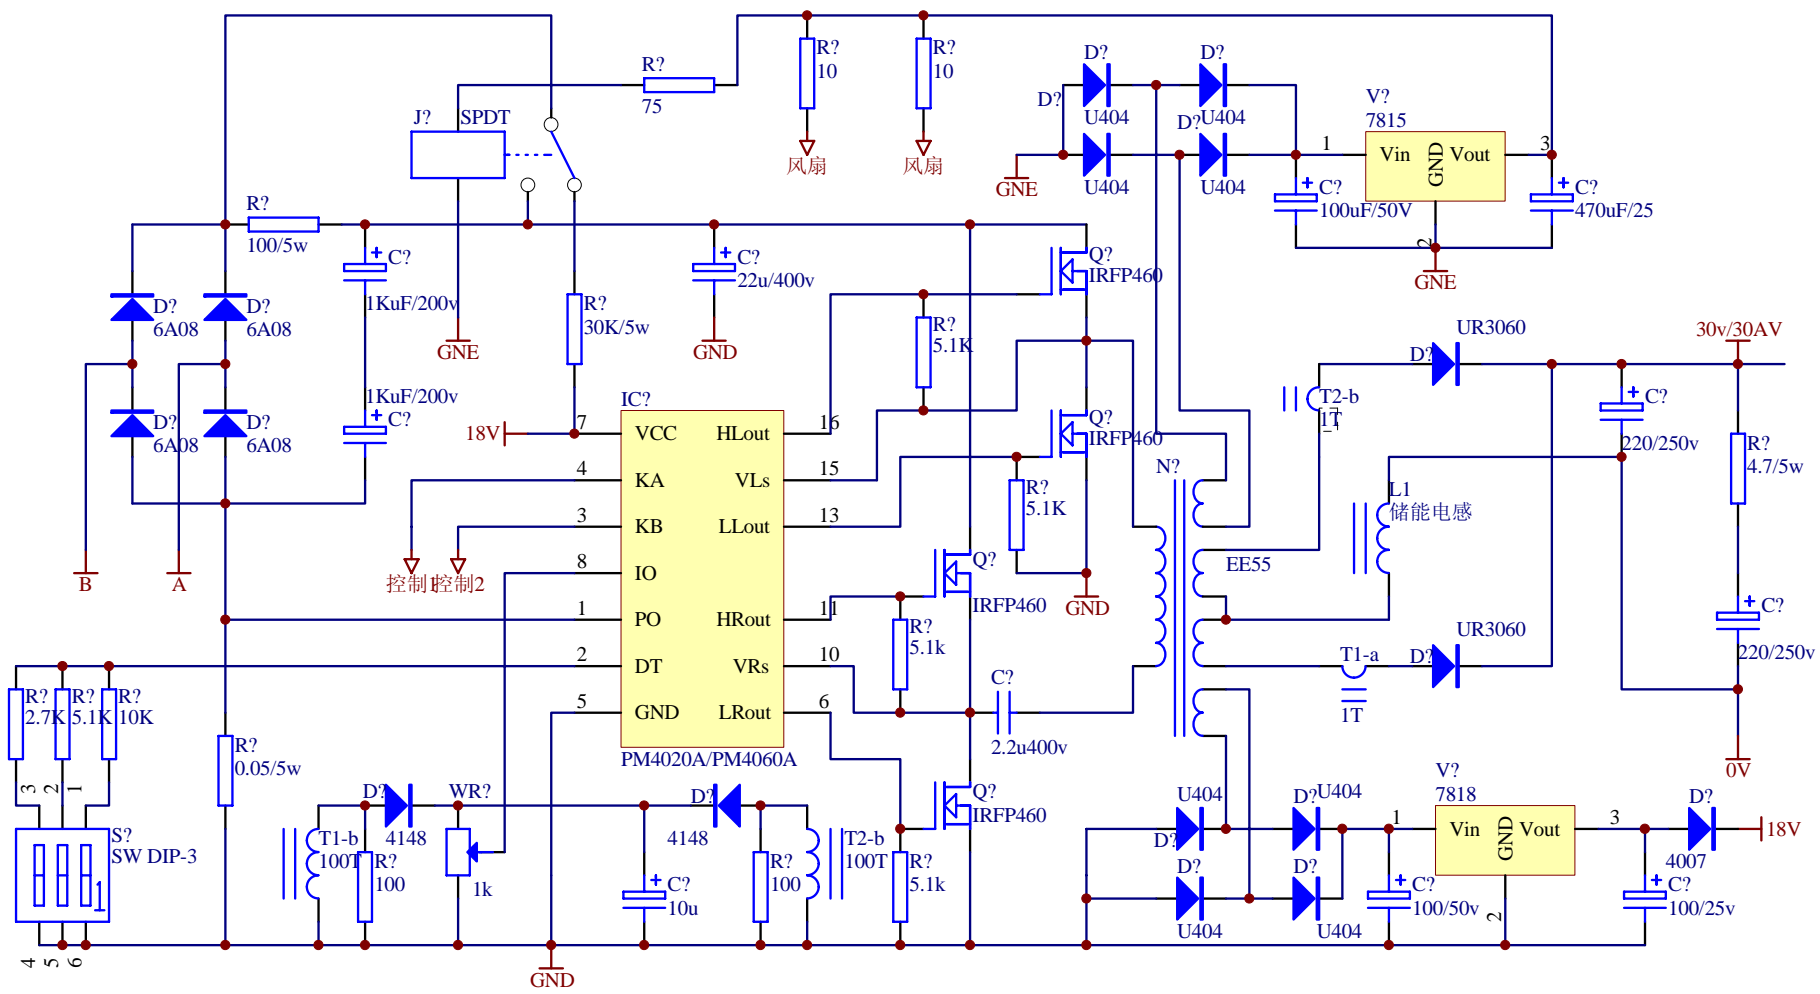 R?
10
R?
10
R?
75
J?
SPDT
风扇
风扇
D?
U404
D?
U404
D?
U404
D?
U404
GNE
V?
7815
1
Vin
GND
Vout
3
2
C?
100uF/50V
C?
470uF/25
GNE
R?
100/5w
C?
1KuF/200v
1KuF/200v
C?
D?
6A08
D?
6A08
D?
6A08
D?
6A08
B
A
GNE
R?
30K/5w
C?
22u/400v
GND
Q?
IRFP460
R?
5.1K
Q?
IRFP460
R?
5.1K
GND
IC?
18V
7
VCC
HLout
16
4
KA
VLs
15
3
KB
LLout
13
8
IO
1
PO
HRout
11
2
DT
VRs
10
5
GND
LRout
6
PM4020A/PM4060A
控制1
控制2
Q?
IRFP460
R?
5.1k
C?
2.2u400v
Q?
IRFP460
R?
5.1k
N?
EE55
UR3060
D?
T2-b
1T
L1
储能电感
UR3060
D?
T1-a
1T
30v/30AV
C?
220/250v
R?
4.7/5w
C?
220/250v
0V
R?
2.7K
R?
5.1K
R?
10K
3
2
1
S?
SW DIP-3
1
4
5
6
R?
0.05/5w
T1-b
100T
D?
4148
R?
100
WR?
1k
C?
10u
D?
4148
R?
100
T2-b
100T
GND
U404
D?
D?
U404
D?
U404
D?
U404
V?
7818
1
Vin
GND
Vout
3
2
C?
100/50v
C?
100/25v
D?
4007
18V